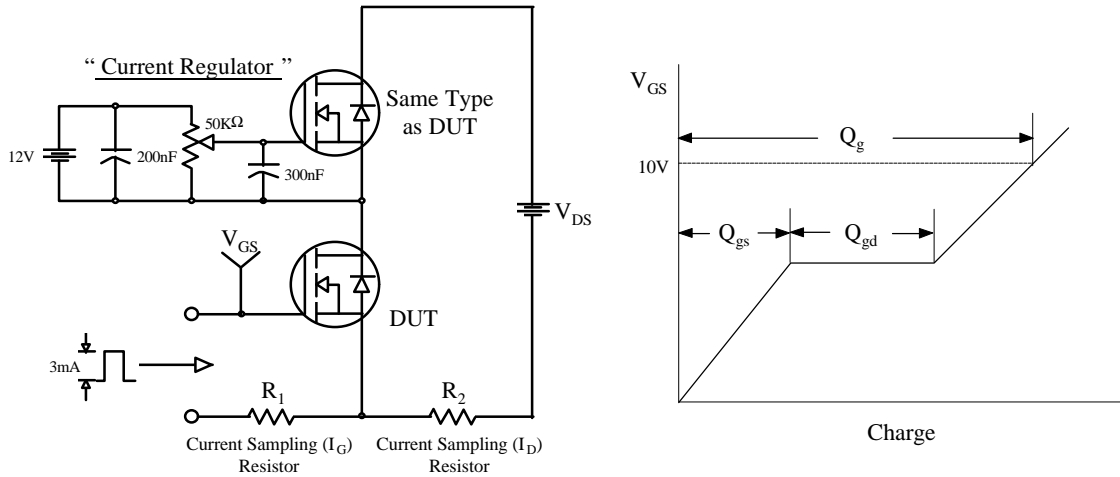 “ Current Regulator ”
Same Type
as DUT
50KΩ
12V
200nF
300nF
V_DS
V_GS
DUT
3mA
R_1
R_2
Current Sampling (I_G)
Resistor
Current Sampling (I_D)
Resistor
V_GS
Q_g
10V
Q_gs
Q_gd
Charge